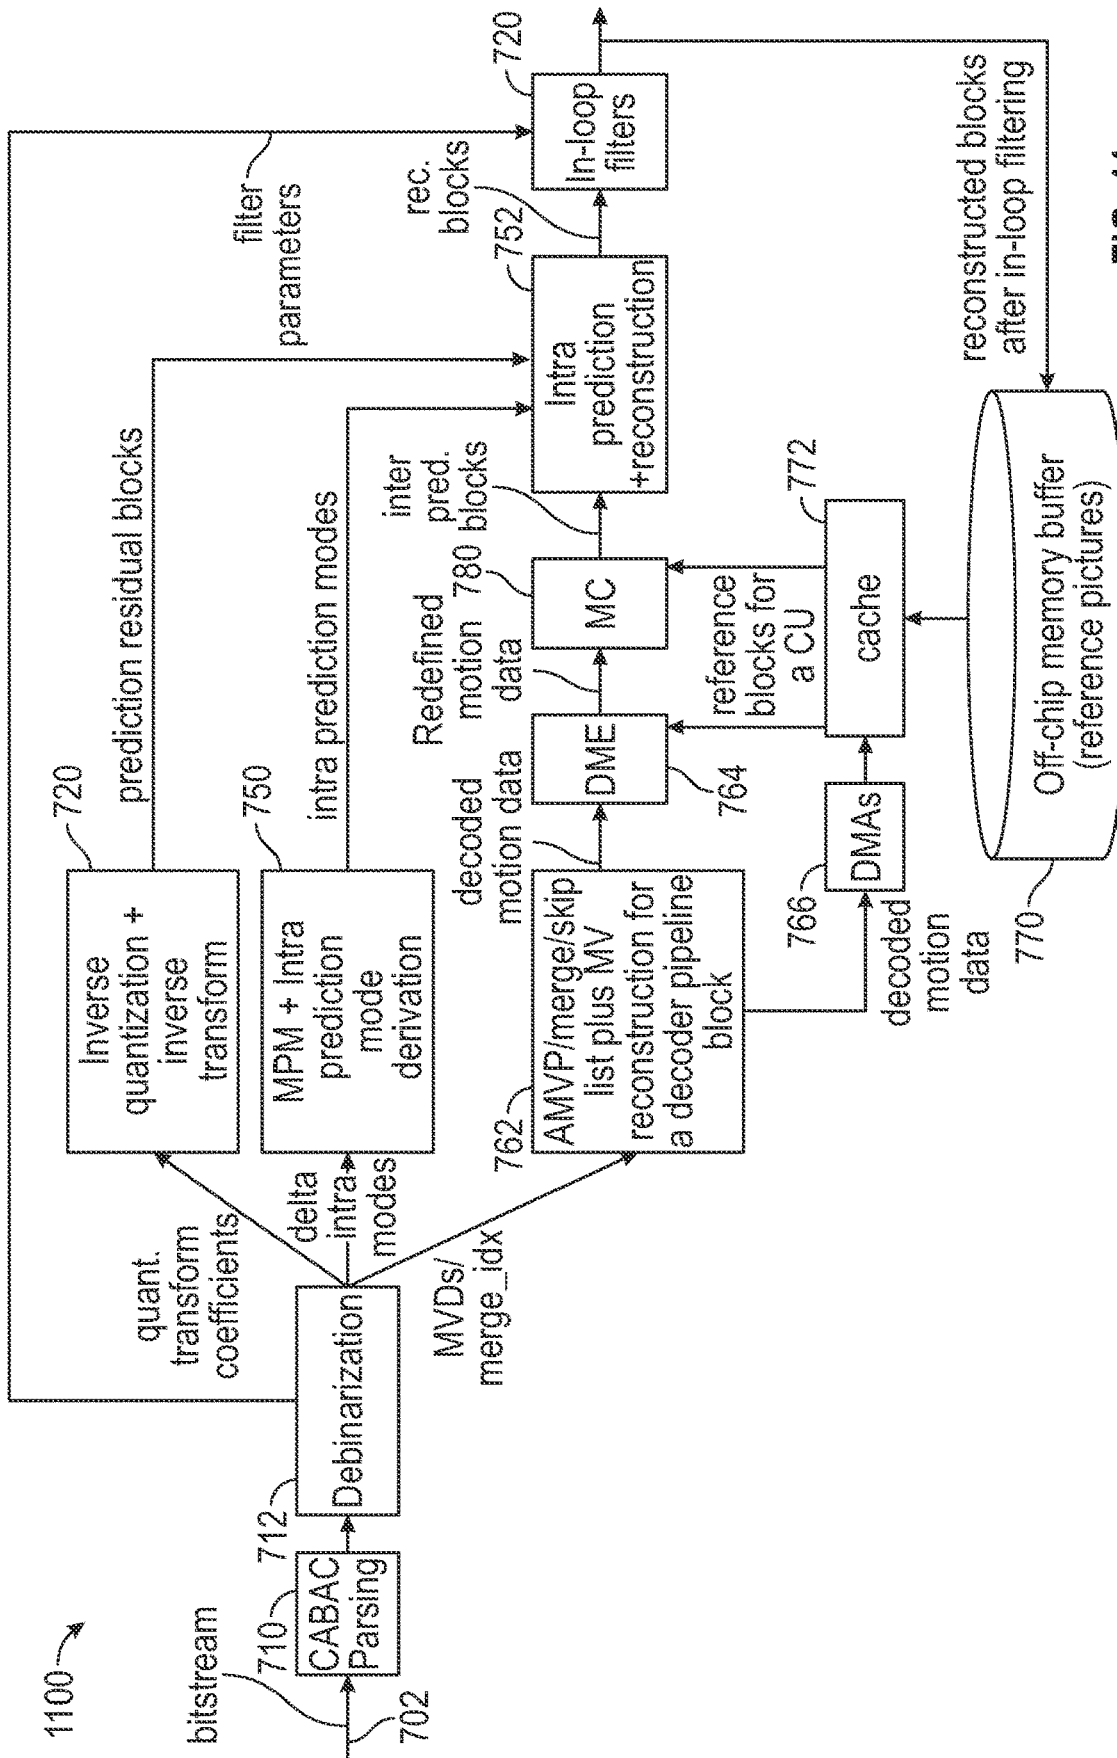 1100
bitstream
702
710
CABAC
Parsing
712
Debinarization
filter
parameters
quant.
transform
coefficients
delta
intra
modes
MVDs/
merge_idx
720
Inverse
quantization +
inverse
transform
prediction residual blocks
750
MPM + Intra
prediction
mode
derivation
intra prediction modes
762
AMVP/merge/skip
list plus MV
reconstruction for
a decoder pipeline
block
decoded
motion data
DME
764
Redefined
motion
data
780
MC
inter
pred.
blocks
752
Intra
prediction
+reconstruction
rec.
blocks
720
In-loop
filters
decoded
motion
data
766
DMAs
reference
blocks for
a CU
772
cache
770
Off-chip memory buffer
(reference pictures)
reconstructed blocks
after in-loop filtering